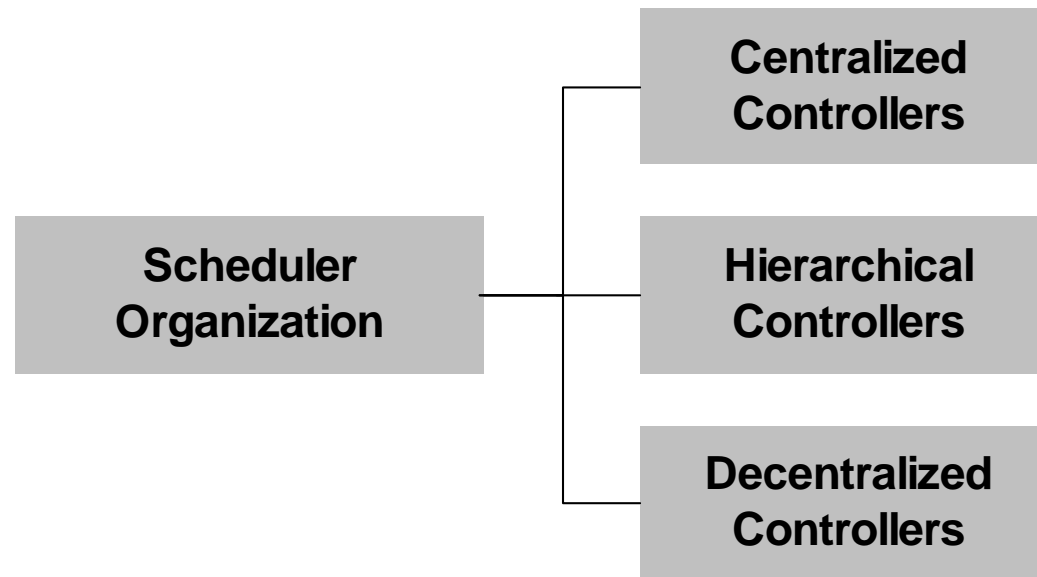 Centralized
Controllers
Scheduler
Organization
Hierarchical
Controllers
Decentralized
Controllers